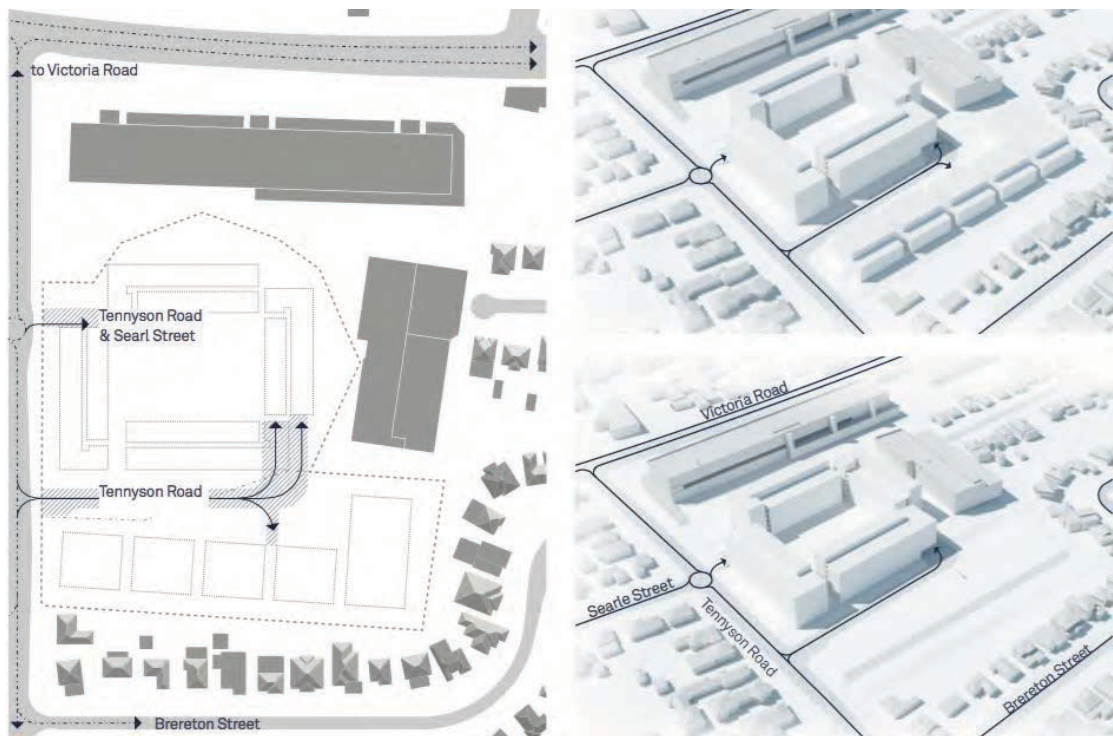 to Victoria Road
Tennyson Road
& Searl Street
Tennyson Road
Brereton Street
Victoria Road
Searle Street
Tennyson Road
Brereton Street